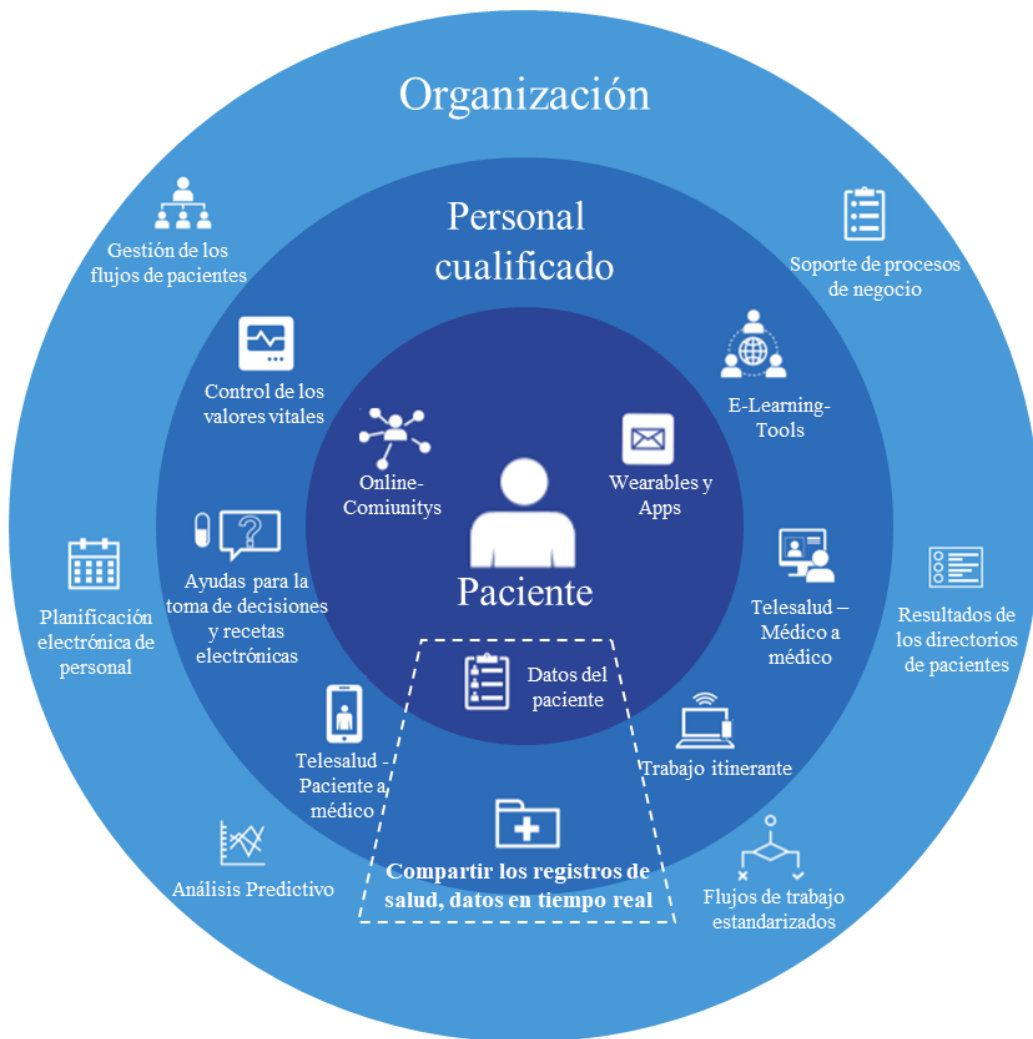 Organización
Personal
cualificado
Gestión de los
flujos de pacientes
Soporte de procesos
de negocio
Control de los
valores vitales
E-Learning-
Tools
Online-
Comiunitys
Wearables y
Apps
Paciente
Ayudas para la
toma de decisiones
y recetas
electrónicas
Telesalud –
Médico a
médico
Planificación
electrónica de
personal
Resultados de
los directorios
de pacientes
Datos del
paciente
Telesalud -
Paciente a
médico
Trabajo itinerante
Compartir los registros de
salud, datos en tiempo real
Análisis Predictivo
Flujos de trabajo
estandarizados